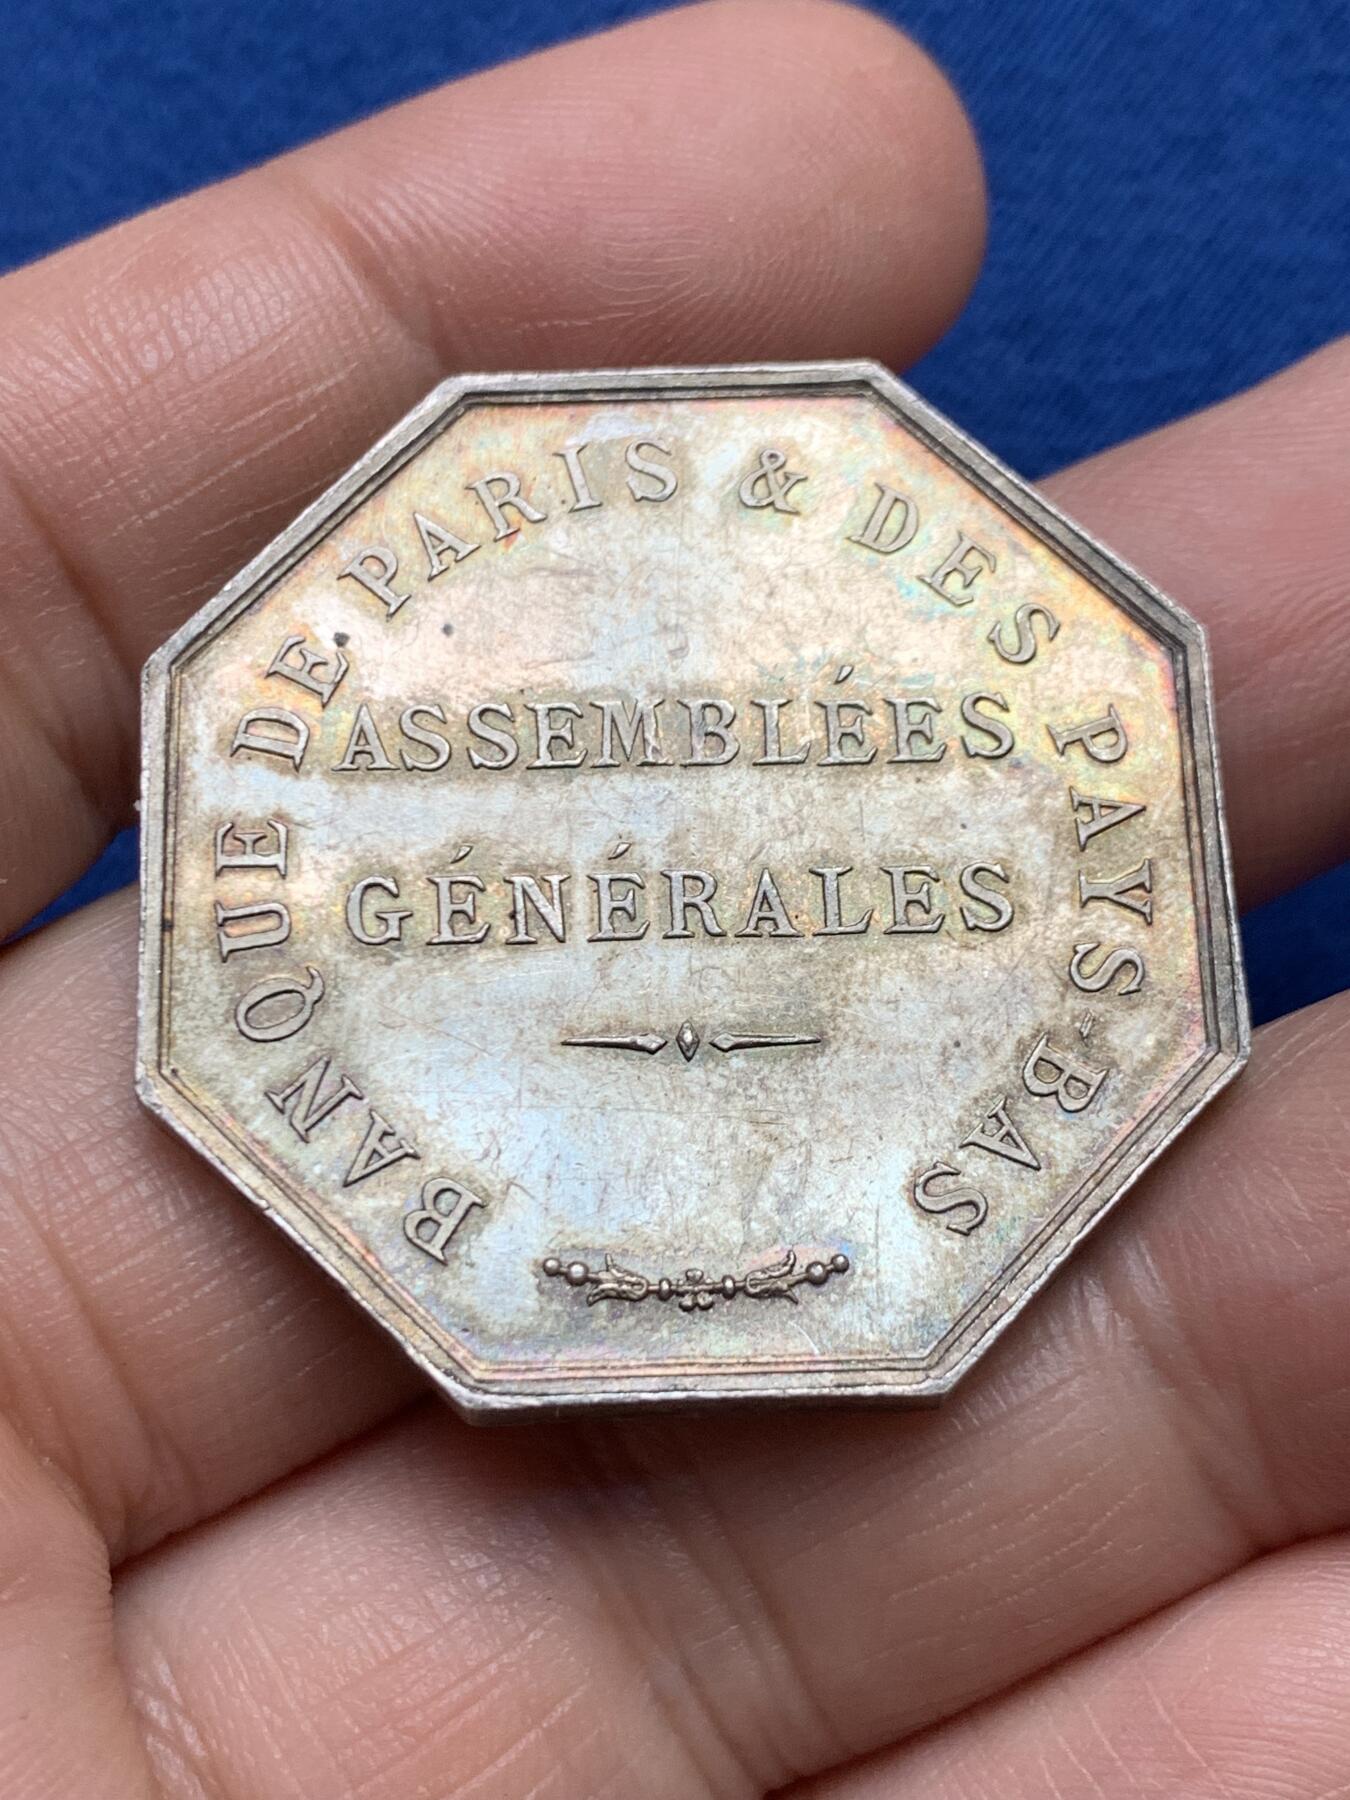 BANQUE DE PARIS & DES PAYS-BAS
ASSEMBLÉES
GÉNÉRALES